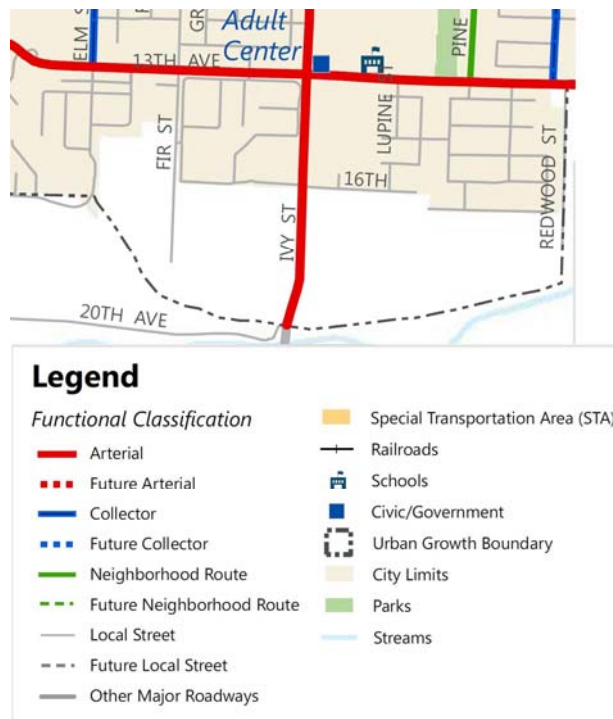 ELM S
GR
Adult
Center
PINE
13TH AVE
FIR ST
LUPINE
16TH
IVY ST
REDWOOD ST
20TH AVE
Legend
Functional Classification
Arterial
Future Arterial
Collector
Future Collector
Neighborhood Route
Future Neighborhood Route
Local Street
Future Local Street
Other Major Roadways
Special Transportation Area (STA)
Railroads
Schools
Civic/Government
Urban Growth Boundary
City Limits
Parks
Streams